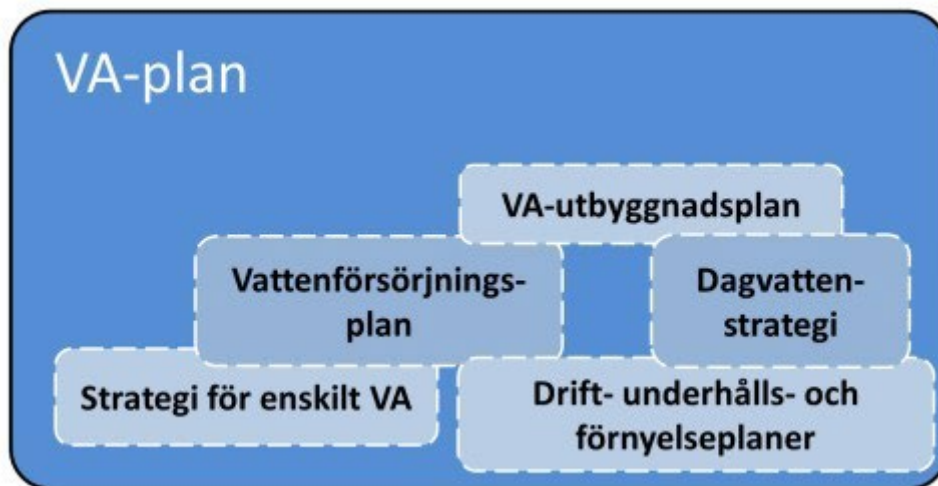 VA-plan
VA-utbyggnadsplan
Vattenförsörjnings-
plan
Dagvatten-
strategi
Strategi för enskilt VA
Drift- underhålls- och
förnyelseplaner